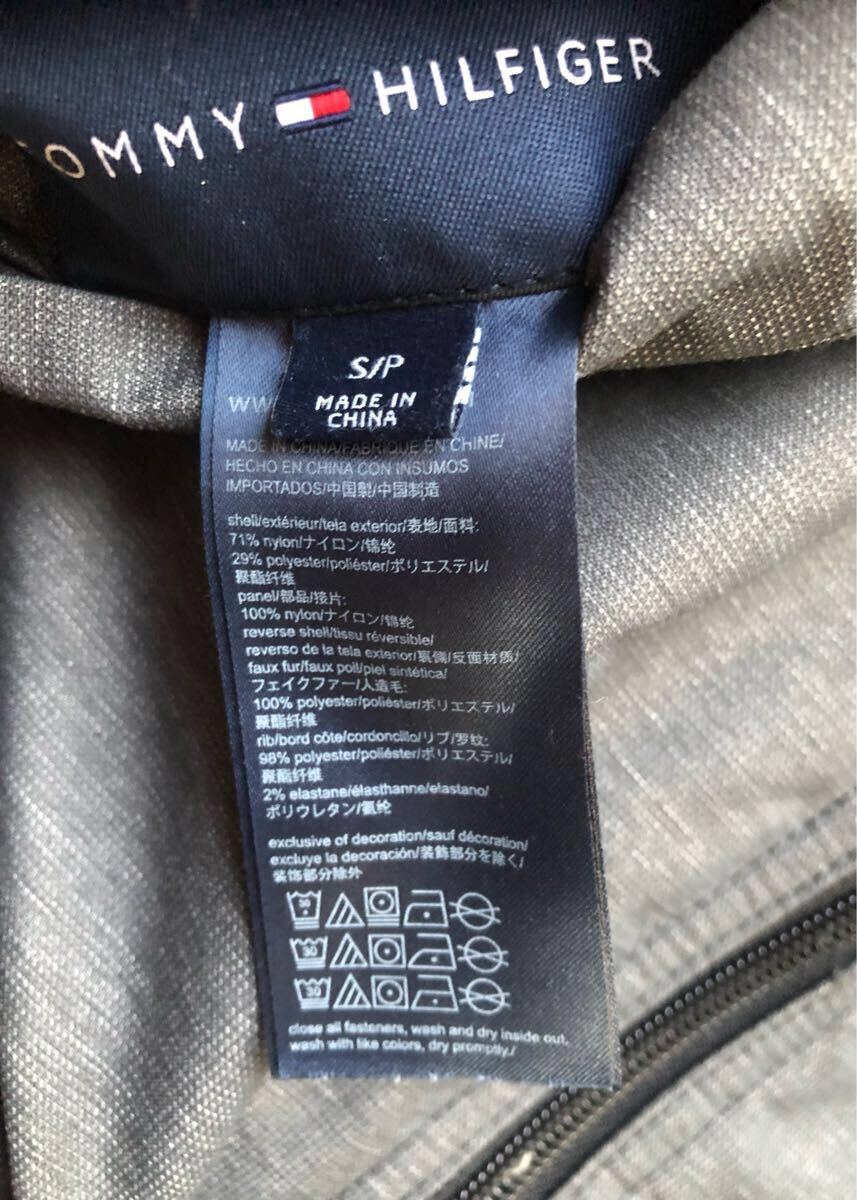 TOMMY HILFIGER
S/P
MADE IN
CHINA
MADE IN CHINA/FABRIQUE EN CHINE/
HECHO EN CHINA CON INSUMOS
IMPORTADOS/中国製/中国制造
shell/extérieur/tela exterior/表地/面料:
71% nylon/ナイロン/锦纶
29% polyester/poliéster/ポリエステル/
聚酯纤维
panel/部品/接片:
100% nylon/ナイロン/锦纶
reverse shell/tissu réversible/
reverso de la tela exterior/裏側/反面材质/
faux fur/faux poil/piel sintética/
フェイクファー/人造毛:
100% polyester/poliéster/ポリエステル/
聚酯纤维
rib/bord côte/cordoncillo/リブ/罗纹:
98% polyester/poliéster/ポリエステル/
聚酯纤维
2% elastane/élasthanne/elastano/
ポリウレタン/氨纶
exclusive of decoration/sauf décoration/
excluye la decoración/装飾部分を除く/
装饰部分除外
30
30
30
close all fasteners, wash and dry inside out,
wash with like colors, dry promptly./